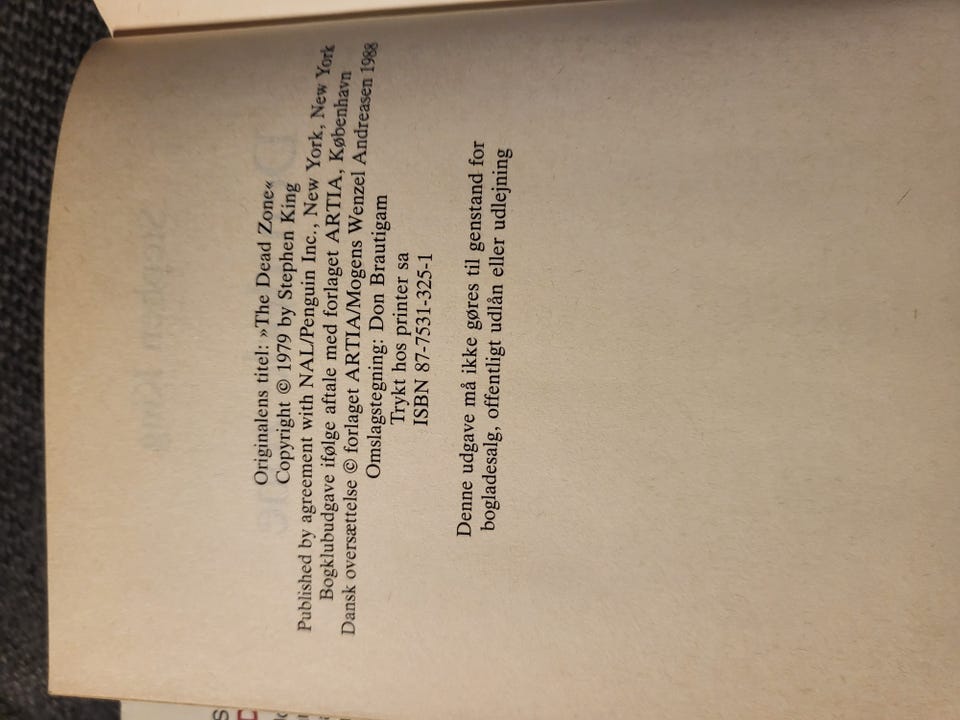 Originalens titel: »The Dead Zone«
Copyright © 1979 by Stephen King
Published by agreement with NAL/Penguin Inc., New York, New York
Bogklubudgave ifølge aftale med forlaget ARTIA, København
Dansk oversættelse © forlaget ARTIA/Mogens Wenzel Andreasen 1988
Omslagstegning: Don Brautigam
Trykt hos printer sa
ISBN 87-7531-325-1
Denne udgave må ikke gøres til genstand for
bogladesalg, offentligt udlån eller udlejning